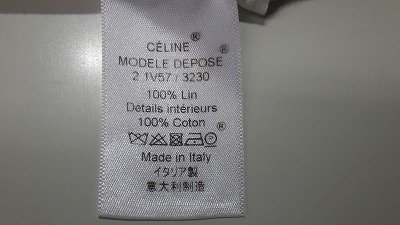 CÉLINE ®
MODELE DEPOSE ®
2 1V57 / 3230
100% Lin
Détails intérieurs
100% Coton ®
Made in Italy
イタリア製
意大利制造